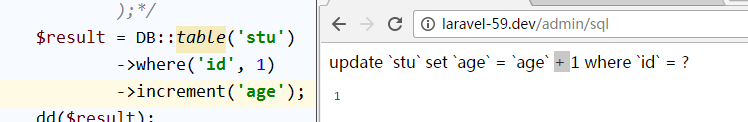 );*/
$result = DB::table('stu')
->where('id', 1)
->increment('age');
dd($result);
laravel-59.dev/admin/sql
update `stu` set `age` = `age` + 1 where `id` = ?
1